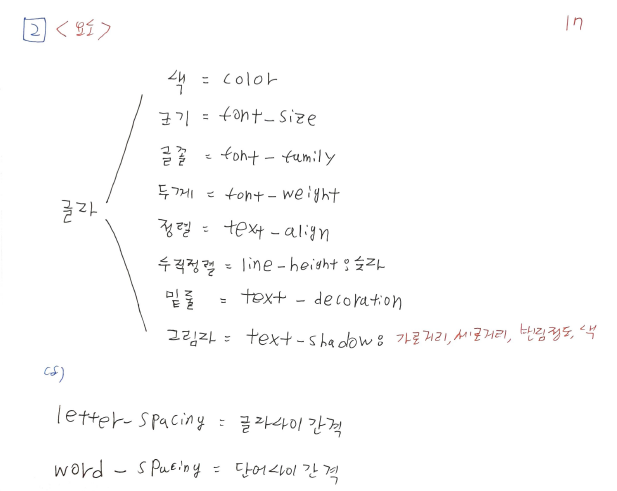 2 <요소>
17
색 = color
크기 = font-size
글꼴 = font-family
두께 = font-weight
글자
정렬 = text-align
수직정렬 = line-height : 숫자
밑줄 = text-decoration
그림자 = text-shadow : 가로거리, 세로거리, 번짐정도, 색
cf)
letter-spacing = 글자사이 간격
word-spacing = 단어사이 간격